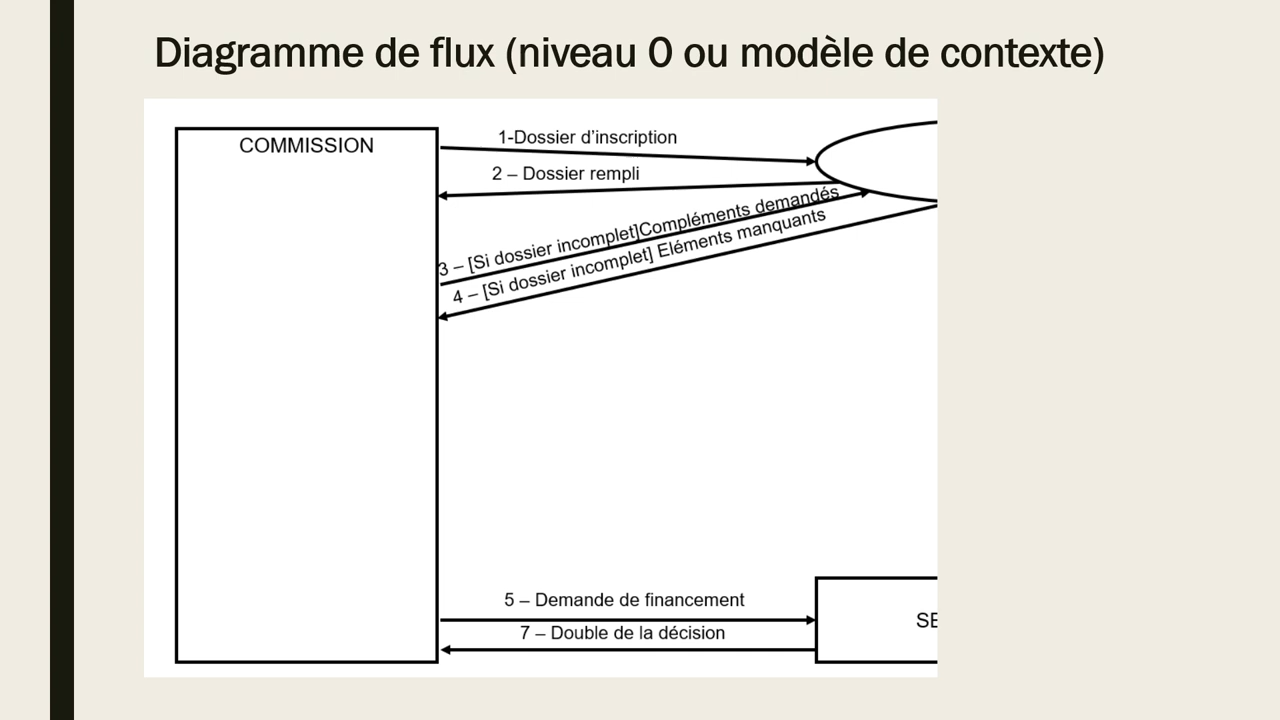 Diagramme de flux (niveau 0 ou modèle de contexte)
COMMISSION
1-Dossier d’inscription
2 – Dossier rempli
3 – [Si dossier incomplet]Compléments demandés
4 – [Si dossier incomplet] Eléments manquants
5 – Demande de financement
7 – Double de la décision